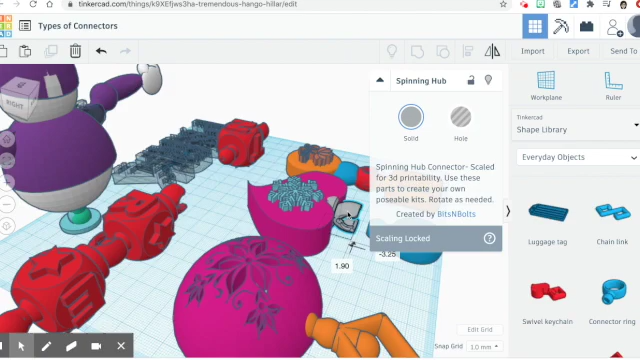 tinkercad.com/things/k9XEfjws3ha-tremendous-hango-hillar/edit
Types of Connectors
Import
Export
Send To
RIGHT
Spinning Hub
Solid
Hole
Spinning Hub Connector- Scaled
for 3d printability. Use these
parts to create your own
poseable kits. Rotate as needed.
Created by BitsNBolts
Scaling Locked
?
-3.25
1.90
Edit Grid
Snap Grid 1.0 mm
Workplane
Ruler
Tinkercad
Shape Library
Everyday Objects
Luggage tag
Chain link
Swivel keychain
Connector ring